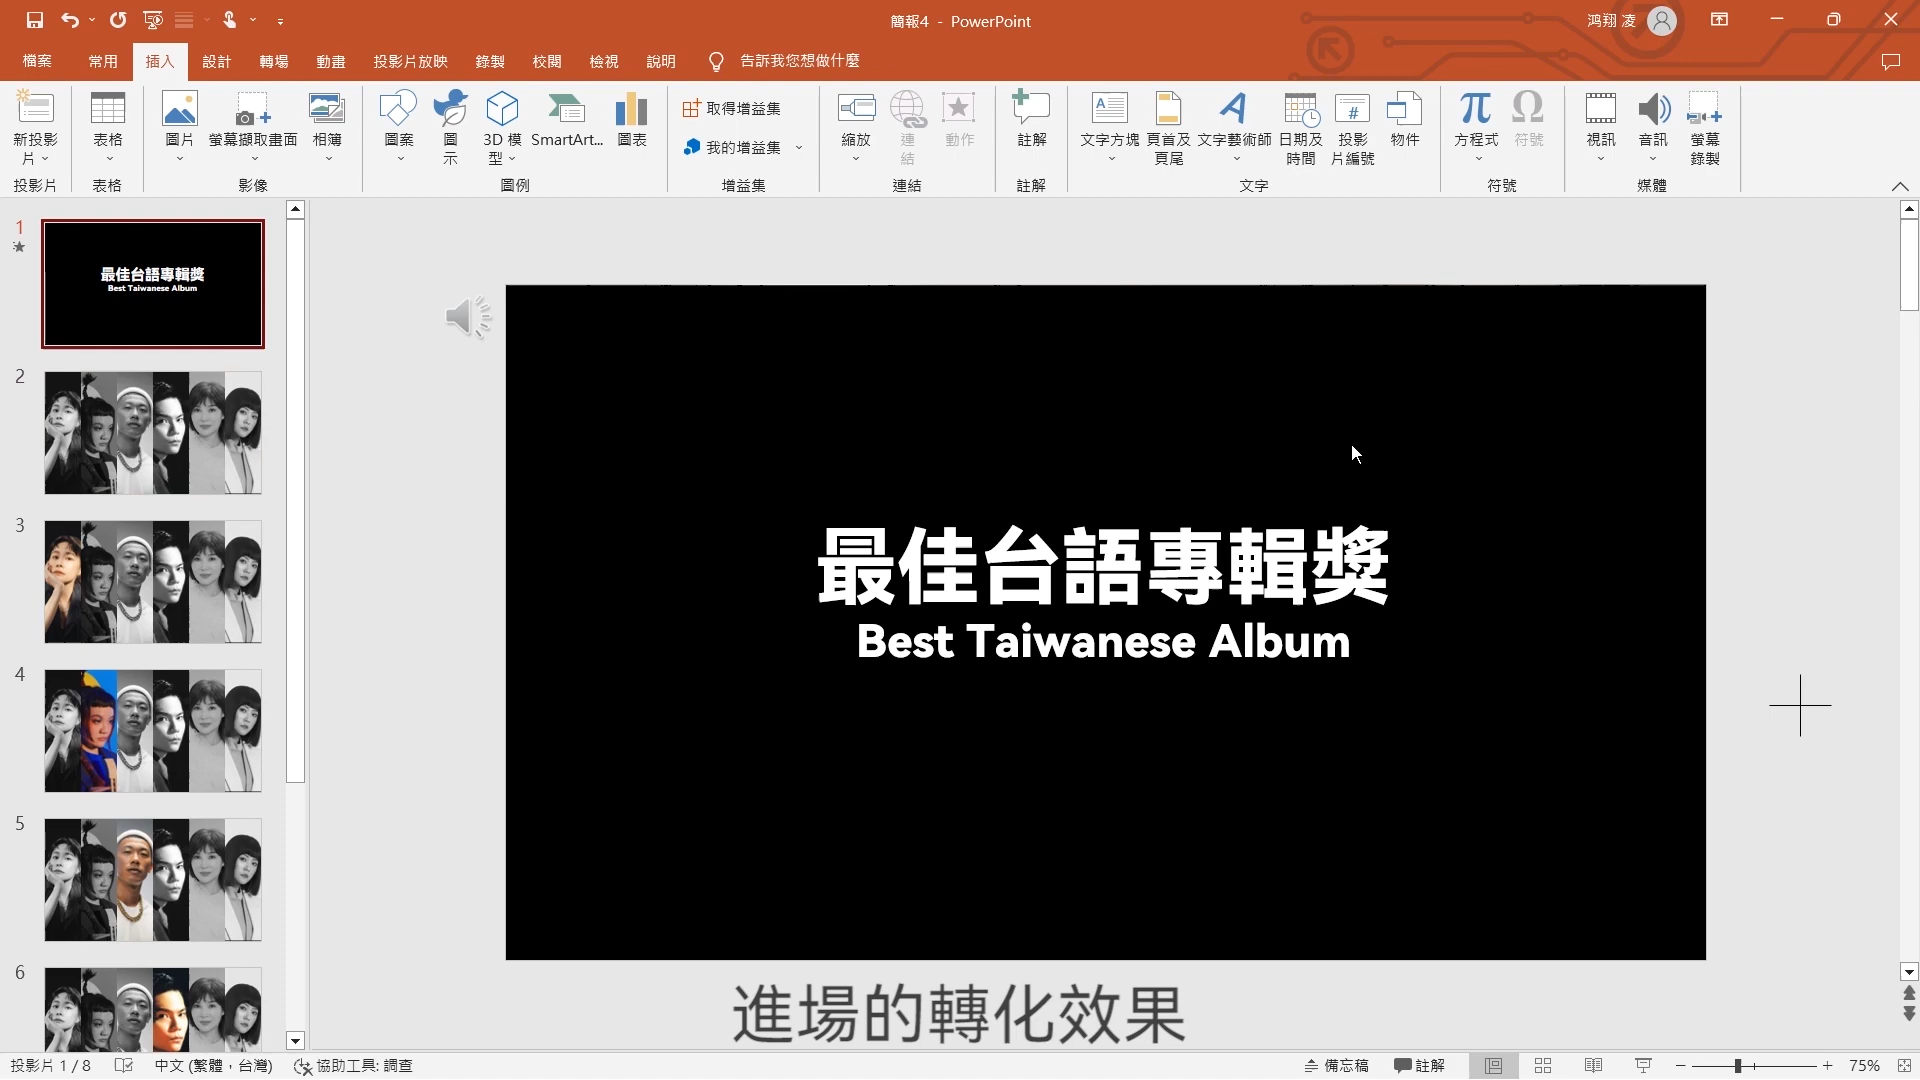 簡報4 - PowerPoint
鸿翔 凌
檔案 常用 插入 設計 轉場 動畫 投影片放映 錄製 校閱 檢視 說明 告訴我您想做什麼
新投影片
表格
圖片
螢幕擷取畫面
相簿
圖案
圖示
3D 模型
SmartArt...
圖表
取得增益集
我的增益集
縮放
連結
動作
註解
文字方塊
頁首及頁尾
文字藝術師
日期及時間
投影片編號
物件
方程式
符號
視訊
音訊
螢幕錄製
投影片 表格 影像 圖例 增益集 連結 註解 文字 符號 媒體
1
最佳台語專輯獎
Best Taiwanese Album
2
3
4
5
6
最佳台語專輯獎
Best Taiwanese Album
進場的轉化效果
投影片 1 / 8 中文 (繁體，台灣) 協助工具: 調查 備忘稿 註解 75%